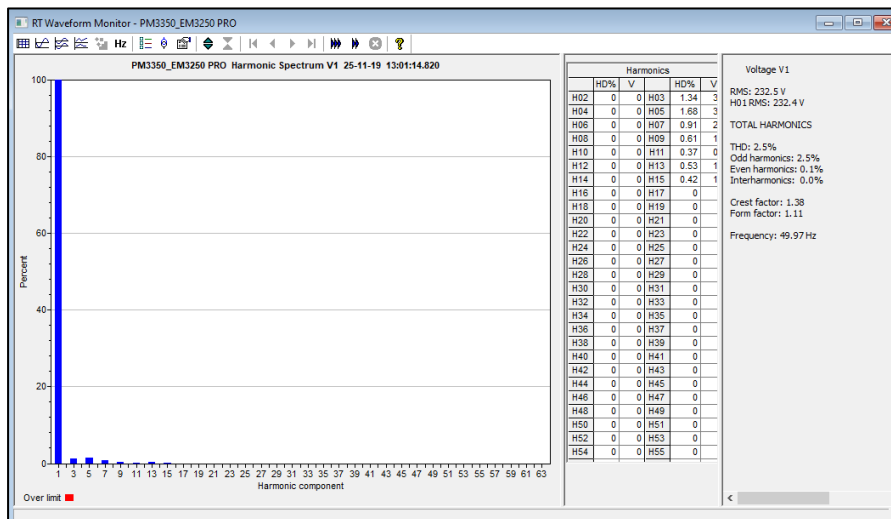 RT Waveform Monitor - PM3350_EM3250 PRO
Hz
PM3350_EM3250 PRO Harmonic Spectrum V1 25-11-19 13:01:14.820
Percent
100
80
60
40
20
0
1 3 5 7 9 11 13 15 17 19 21 23 25 27 29 31 33 35 37 39 41 43 45 47 49 51 53 55 57 59 61 63
Harmonic component
Over limit
Harmonics
HD% V HD% V
H02 0 0 H03 1.34 3
H04 0 0 H05 1.68 3
H06 0 0 H07 0.91 2
H08 0 0 H09 0.61 1
H10 0 0 H11 0.37 0
H12 0 0 H13 0.53 1
H14 0 0 H15 0.42 1
H16 0 0 H17 0
H18 0 0 H19 0
H20 0 0 H21 0
H22 0 0 H23 0
H24 0 0 H25 0
H26 0 0 H27 0
H28 0 0 H29 0
H30 0 0 H31 0
H32 0 0 H33 0
H34 0 0 H35 0
H36 0 0 H37 0
H38 0 0 H39 0
H40 0 0 H41 0
H42 0 0 H43 0
H44 0 0 H45 0
H46 0 0 H47 0
H48 0 0 H49 0
H50 0 0 H51 0
H52 0 0 H53 0
H54 0 0 H55 0
Voltage V1
RMS: 232.5 V
H01 RMS: 232.4 V
TOTAL HARMONICS
THD: 2.5%
Odd harmonics: 2.5%
Even harmonics: 0.1%
Interharmonics: 0.0%
Crest factor: 1.38
Form factor: 1.11
Frequency: 49.97 Hz